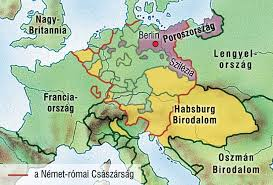 Nagy-
Britannia
Berlin
Poroszország
Lengyel-
ország
Szilézia
Francia-
ország
Habsburg
Birodalom
Oszmán
Birodalom
a Német-római Császárság